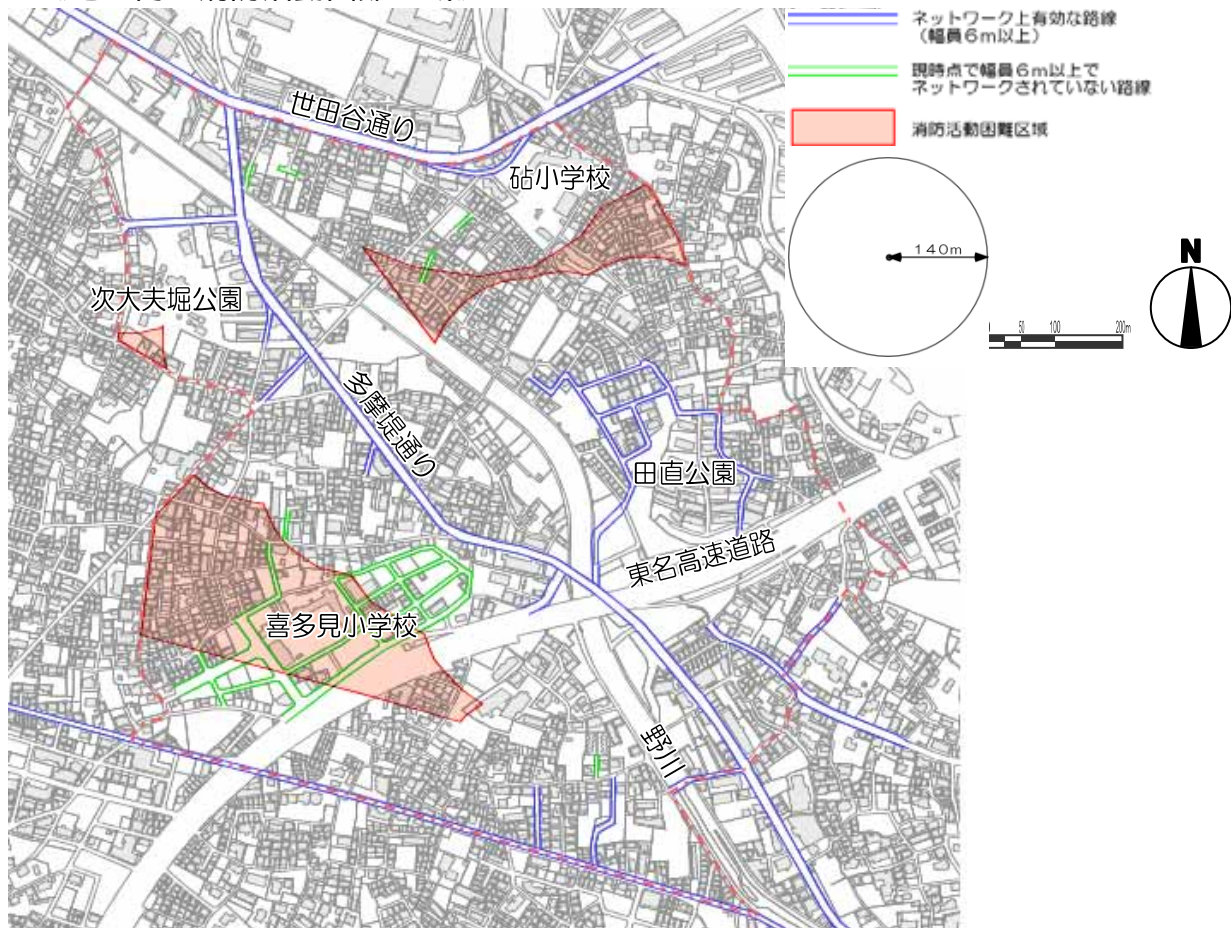 ネットワーク上有効な路線
（幅員６ｍ以上）
現時点で幅員６ｍ以上で
ネットワークされていない路線
消防活動困難区域
140m
N
50 100 200m
世田谷通り
砧小学校
次大夫堀公園
多摩堤通り
田直公園
東名高速道路
喜多見小学校
野川